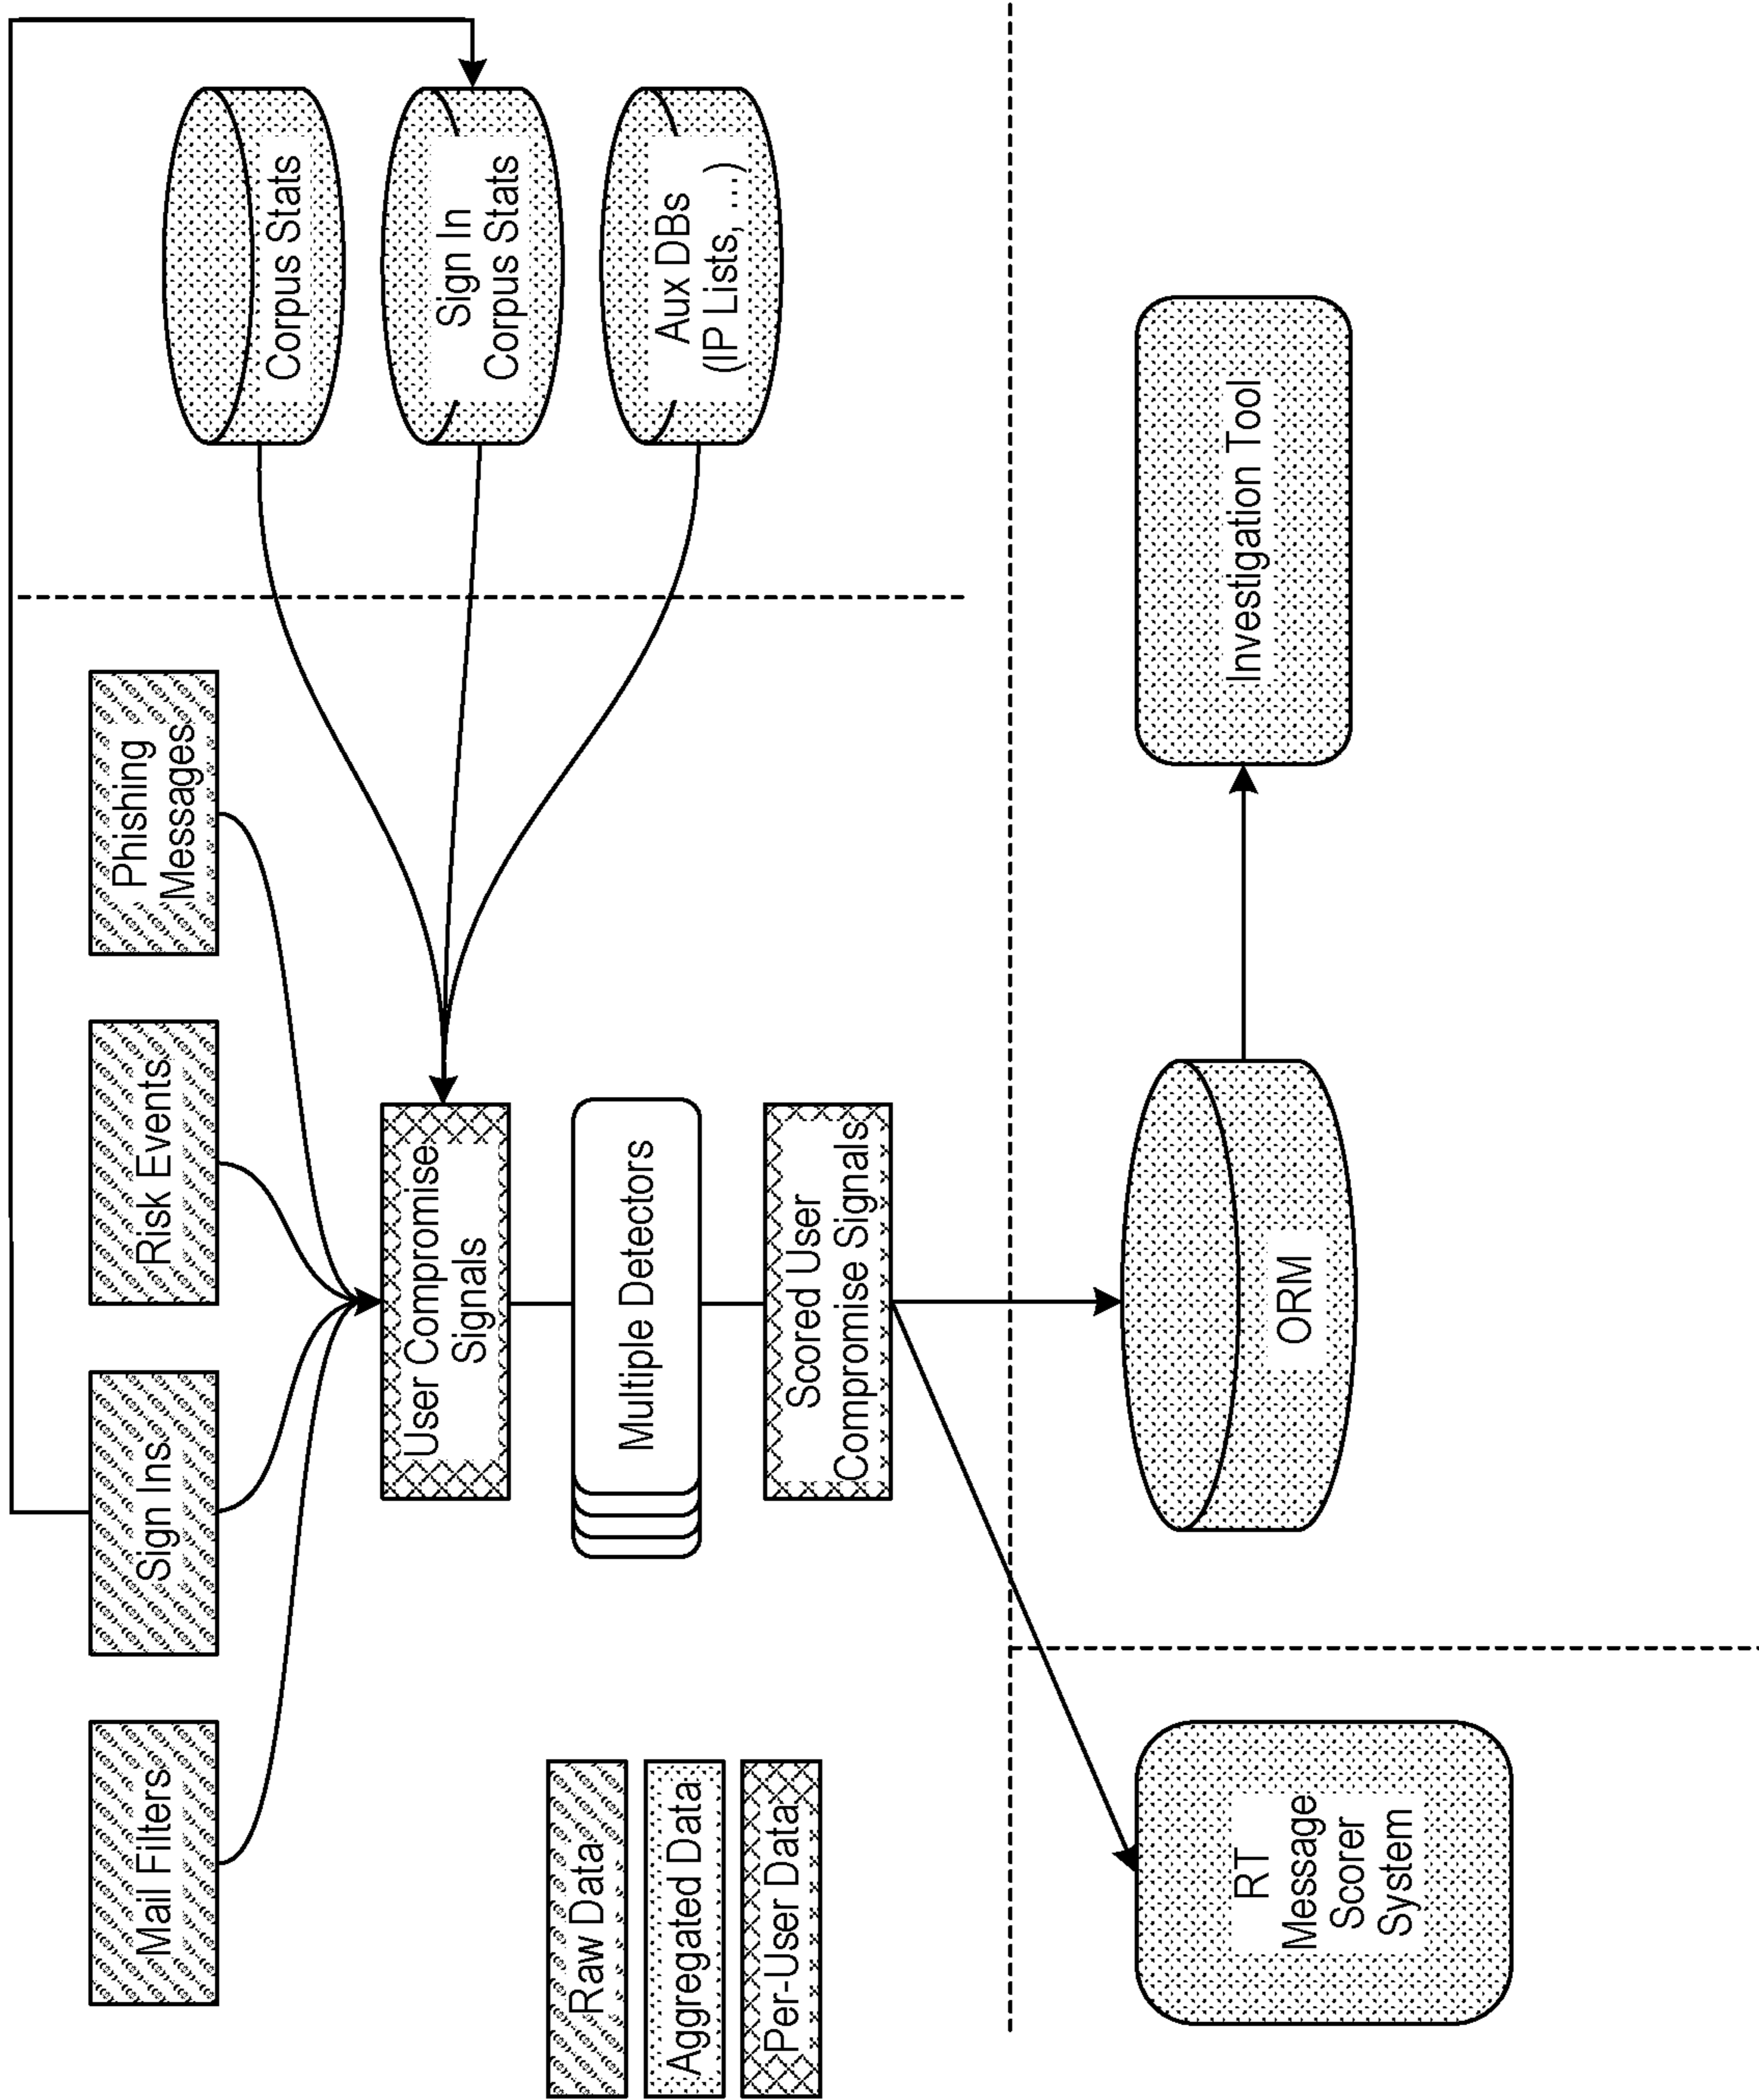 Mail Filters
Sign Ins
Risk Events
Phishing
Messages
Corpus Stats
Sign In
Corpus Stats
Aux DBs
(IP Lists, ...)
User Compromise
Signals
Multiple Detectors
Scored User
Compromise Signals
Raw Data
Aggregated Data
Per-User Data
RT
Message
Scorer
System
ORM
Investigation Tool